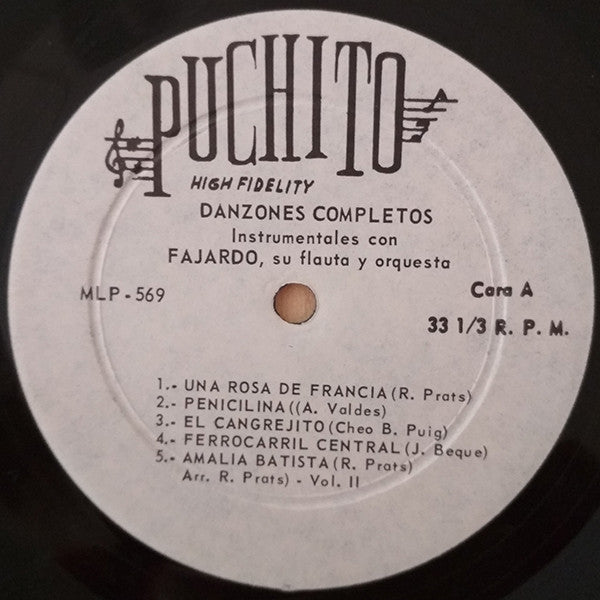 PUCHITO
HIGH FIDELITY
DANZONES COMPLETOS
Instrumentales con
FAJARDO, su flauta y orquesta
MLP-569
Cara A
33 1/3 R. P. M.
1.- UNA ROSA DE FRANCIA (R. Prats)
2.- PENICILINA ((A. Valdes)
3.- EL CANGREJITO (Cheo B. Puig)
4.- FERROCARRIL CENTRAL (J. Beque)
5.- AMALIA BATISTA (R. Prats)
Arr. R. Prats) - Vol. II